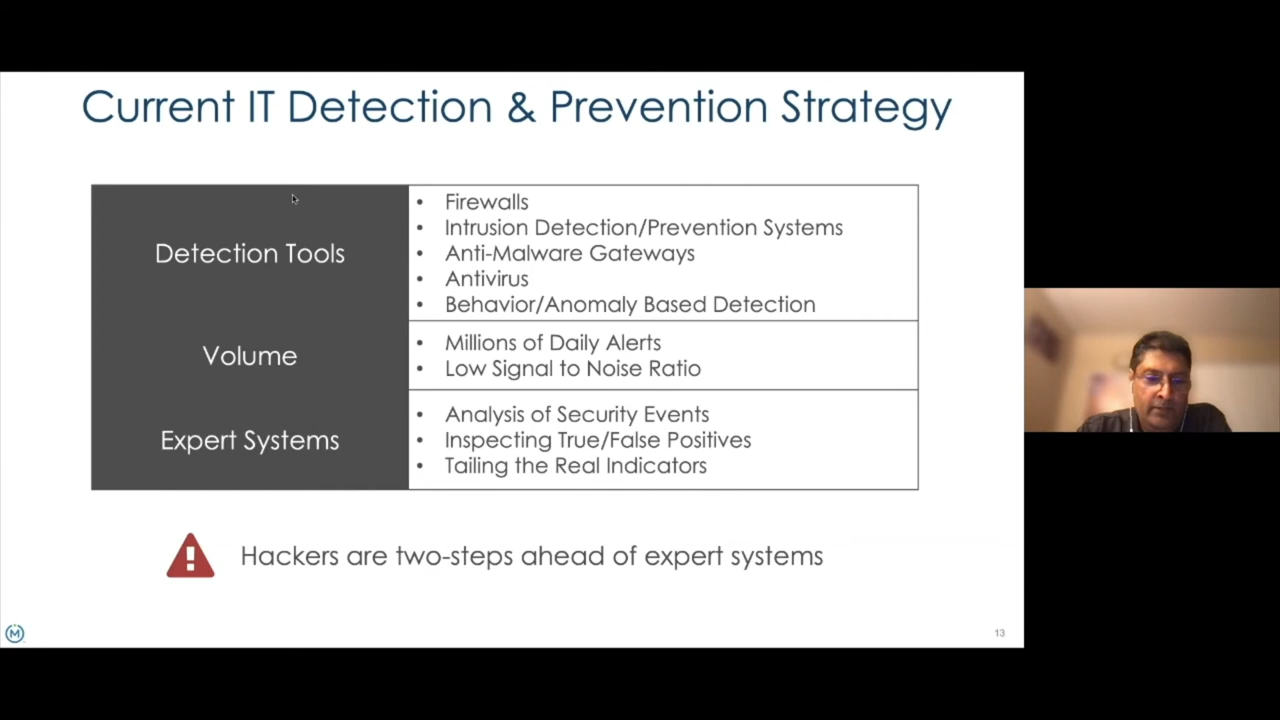 Current IT Detection & Prevention Strategy
Detection Tools
• Firewalls
• Intrusion Detection/Prevention Systems
• Anti-Malware Gateways
• Antivirus
• Behavior/Anomaly Based Detection
Volume
• Millions of Daily Alerts
• Low Signal to Noise Ratio
Expert Systems
• Analysis of Security Events
• Inspecting True/False Positives
• Tailing the Real Indicators
! Hackers are two-steps ahead of expert systems
M
13